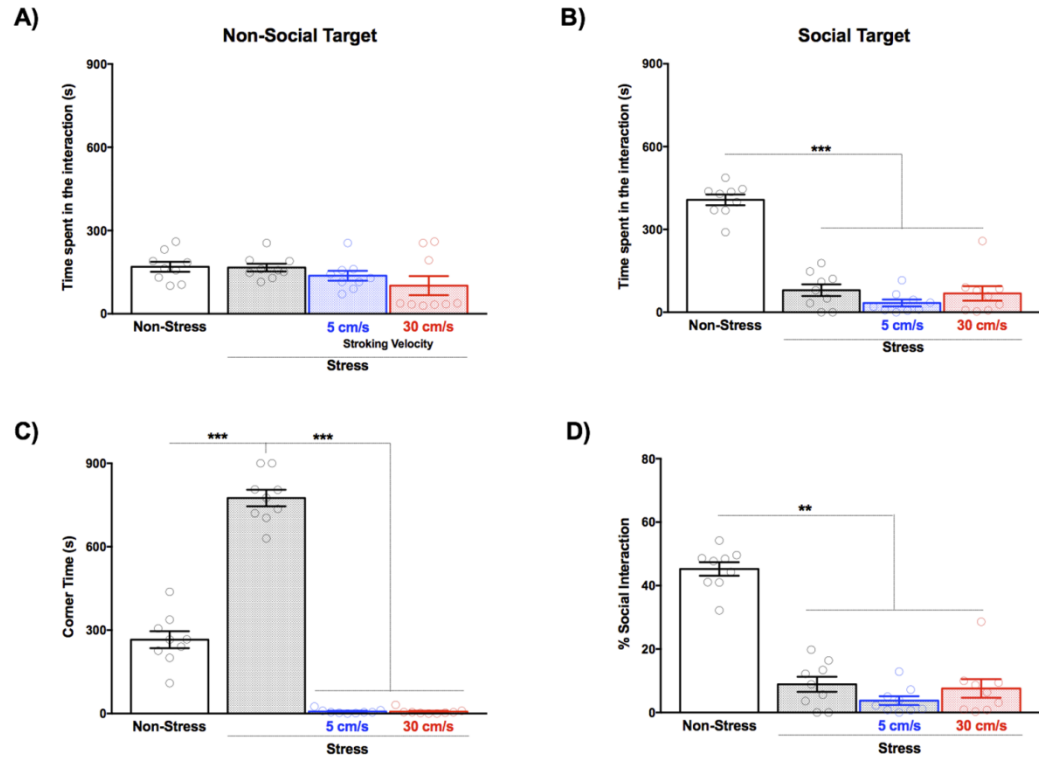 A)
Non-Social Target
Time spent in the interaction (s)
900
600
300
0
Non-Stress
5 cm/s
30 cm/s
Stroking Velocity
Stress
B)
Social Target
Time spent in the interaction (s)
900
600
300
0
***
Non-Stress
5 cm/s
30 cm/s
Stress
C)
Corner Time (s)
900
600
300
0
***
***
Non-Stress
5 cm/s
30 cm/s
Stress
D)
% Social Interaction
80
60
40
20
0
**
Non-Stress
5 cm/s
30 cm/s
Stress